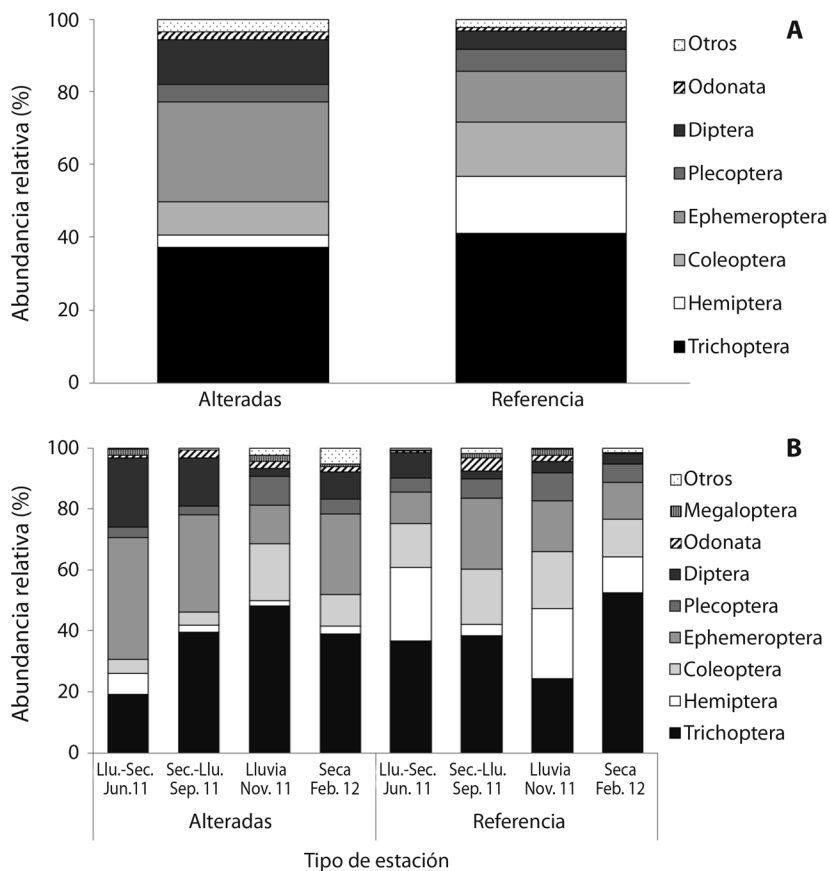 A
Abundancia relativa (%)
100
80
60
40
20
0
Alteradas
Referencia
Otros
Odonata
Diptera
Plecoptera
Ephemeroptera
Coleoptera
Hemiptera
Trichoptera
B
Abundancia relativa (%)
100
80
60
40
20
0
Otros
Megaloptera
Odonata
Diptera
Plecoptera
Ephemeroptera
Coleoptera
Hemiptera
Trichoptera
Llu.-Sec.
Jun.11
Sec.-Llu.
Sep. 11
Lluvia
Nov. 11
Seca
Feb. 12
Llu.-Sec.
Jun. 11
Sec.-Llu.
Sep. 11
Lluvia
Nov. 11
Seca
Feb. 12
Alteradas
Referencia
Tipo de estación